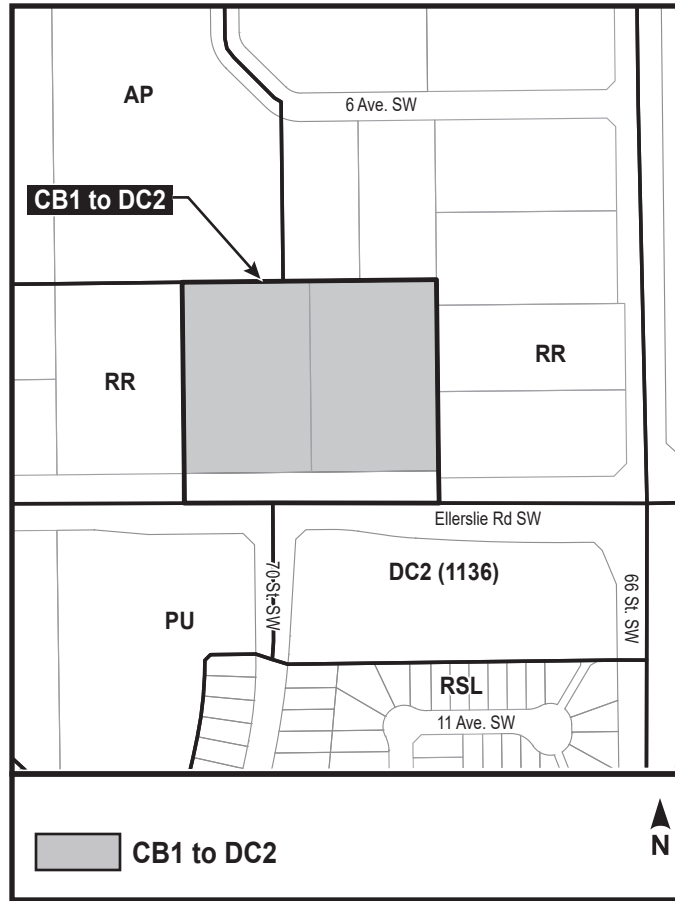 AP
6 Ave. SW
CB1 to DC2
RR
RR
Ellerslie Rd SW
70 St. SW
DC2 (1136)
66 St. SW
PU
RSL
11 Ave. SW
CB1 to DC2
N